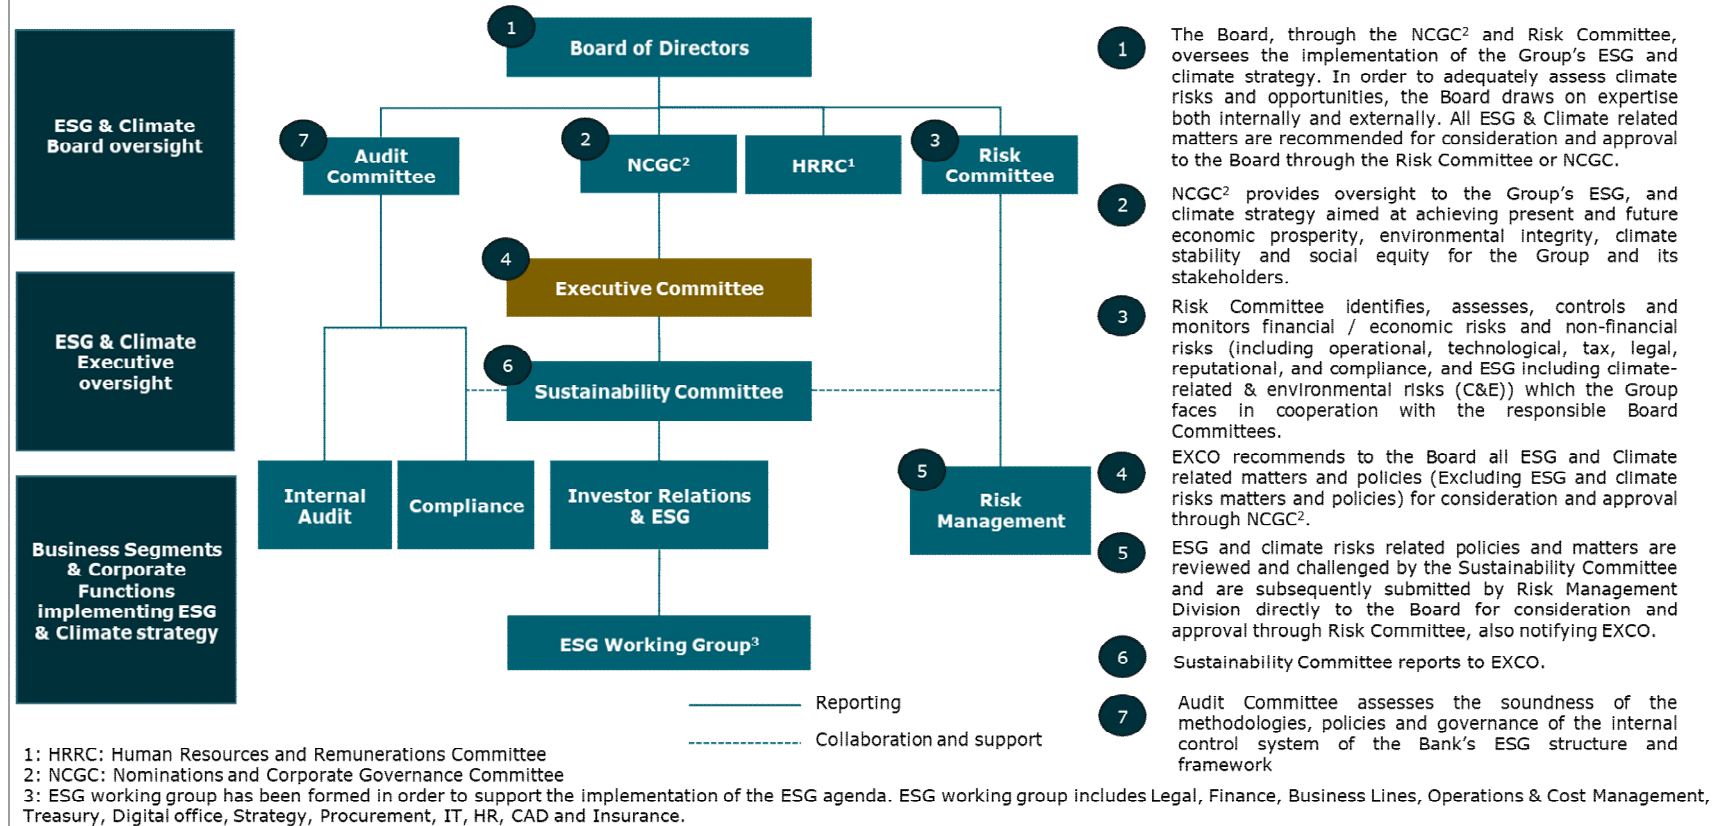 ESG & Climate
Board oversight
ESG & Climate
Executive
oversight
Business Segments
& Corporate
Functions
implementing ESG
& Climate strategy
1
Board of Directors
7
Audit
Committee
2
NCGC²
HRRC¹
3
Risk
Committee
4
Executive Committee
6
Sustainability Committee
Internal
Audit
Compliance
Investor Relations
& ESG
5
Risk
Management
ESG Working Group³
Reporting
Collaboration and support
1
The Board, through the NCGC² and Risk Committee,
oversees the implementation of the Group's ESG and
climate strategy. In order to adequately assess climate
risks and opportunities, the Board draws on expertise
both internally and externally. All ESG & Climate related
matters are recommended for consideration and approval
to the Board through the Risk Committee or NCGC.
2
NCGC² provides oversight to the Group's ESG, and
climate strategy aimed at achieving present and future
economic prosperity, environmental integrity, climate
stability and social equity for the Group and its
stakeholders.
3
Risk Committee identifies, assesses, controls and
monitors financial / economic risks and non-financial
risks (including operational, technological, tax, legal,
reputational, and compliance, and ESG including climate-
related & environmental risks (C&E)) which the Group
faces in cooperation with the responsible Board
Committees.
4
EXCO recommends to the Board all ESG and Climate
related matters and policies (Excluding ESG and climate
risks matters and policies) for consideration and approval
through NCGC².
5
ESG and climate risks related policies and matters are
reviewed and challenged by the Sustainability Committee
and are subsequently submitted by Risk Management
Division directly to the Board for consideration and
approval through Risk Committee, also notifying EXCO.
6
Sustainability Committee reports to EXCO.
7
Audit Committee assesses the soundness of the
methodologies, policies and governance of the internal
control system of the Bank's ESG structure and
framework
1: HRRC: Human Resources and Remunerations Committee
2: NCGC: Nominations and Corporate Governance Committee
3: ESG working group has been formed in order to support the implementation of the ESG agenda. ESG working group includes Legal, Finance, Business Lines, Operations & Cost Management,
Treasury, Digital office, Strategy, Procurement, IT, HR, CAD and Insurance.